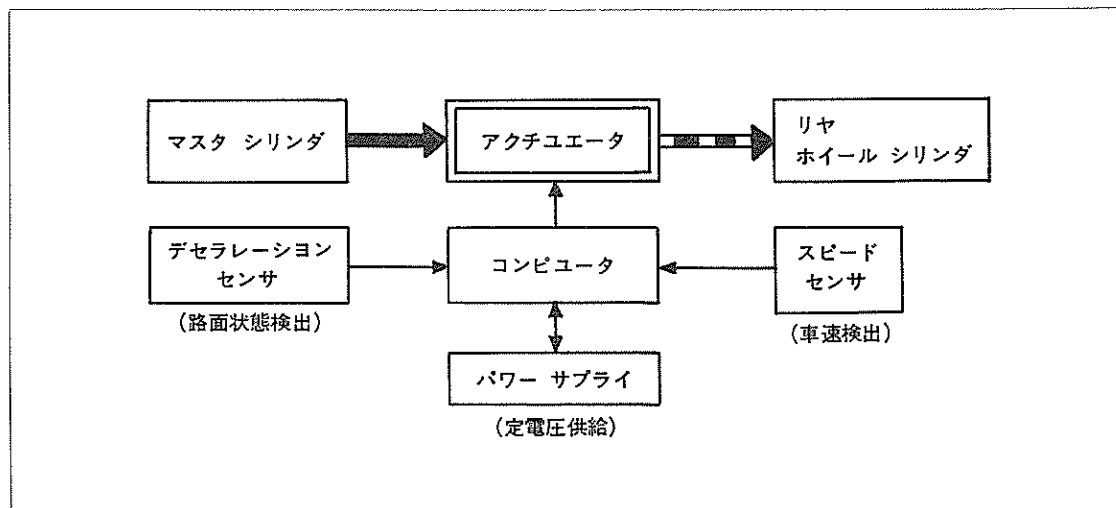 マスタ シリンダ
アクチユエータ
リヤ
ホイール シリンダ
デセラレーシヨン
センサ
(路面状態検出)
コンピユータ
スピード
センサ
(車速検出)
パワー サプライ
(定電圧供給)